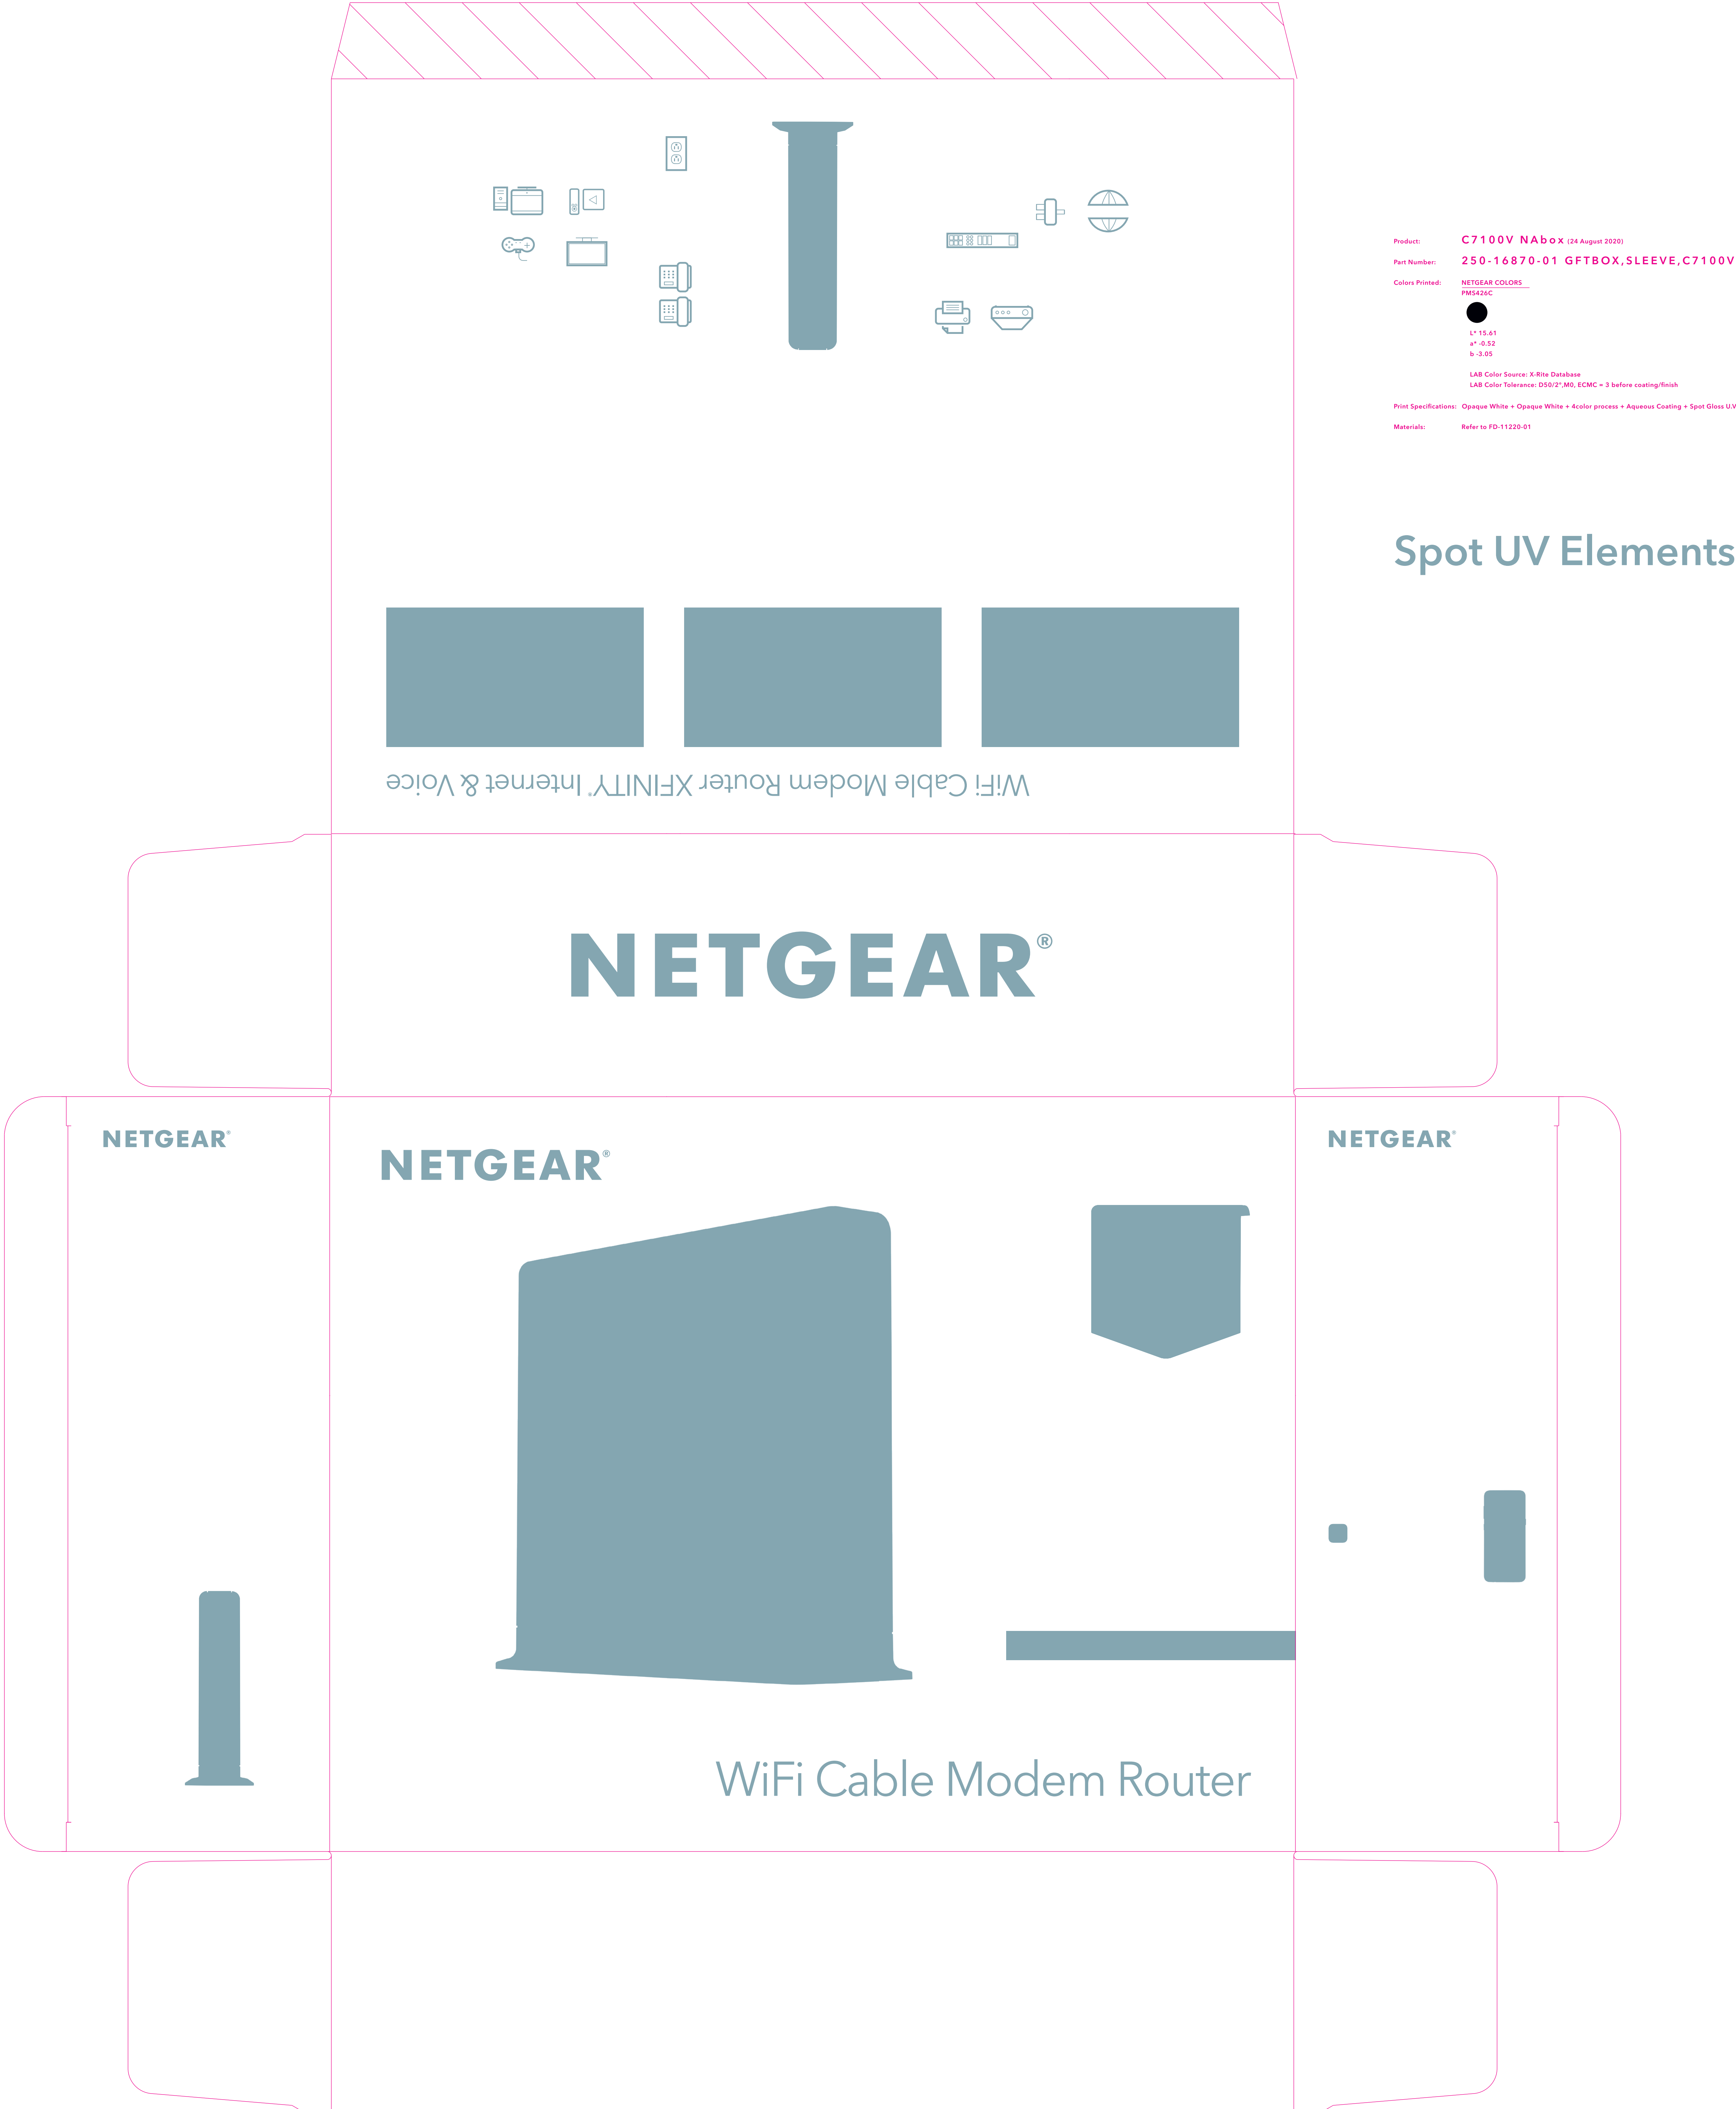 Product: C7100V NAbox (24 August 2020)
Part Number: 250-16870-01 GFTBOX,SLEEVE,C7100V
Colors Printed: NETGEAR COLORS
PMS426C
L* 15.61
a* -0.52
b -3.05
LAB Color Source: X-Rite Database
LAB Color Tolerance: D50/2°,M0, ECMC = 3 before coating/finish
Print Specifications: Opaque White + Opaque White + 4color process + Aqueous Coating + Spot Gloss U.V
Materials: Refer to FD-11220-01
Spot UV Elements
WiFi Cable Modem Router XFINITY® Internet & Voice
NETGEAR®
NETGEAR®
NETGEAR®
NETGEAR®
WiFi Cable Modem Router